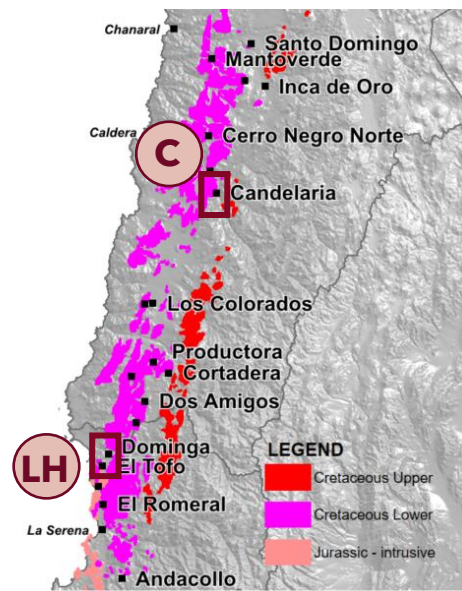 Chanaral
Santo Domingo
Mantoverde
Inca de Oro
Caldera
Cerro Negro Norte
C
Candelaria
Los Colorados
Productora
Cortadera
Dos Amigos
Dominga
LEGEND
LH
El Tofo
Cretaceous Upper
El Romeral
Cretaceous Lower
La Serena
Jurassic - intrusive
Andacollo